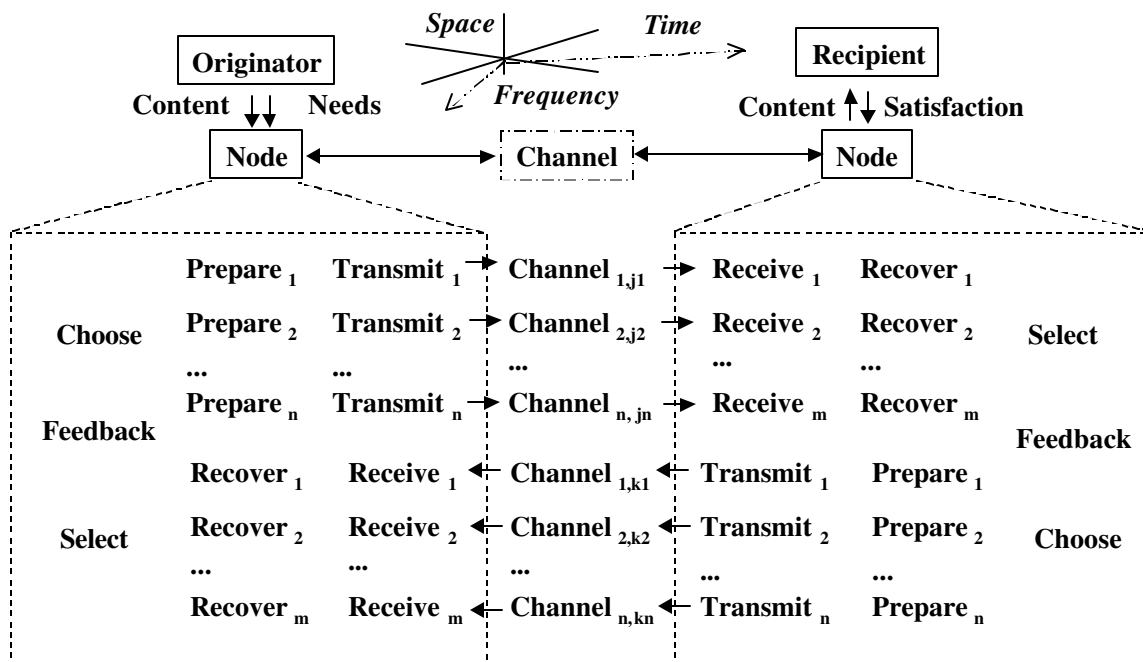 Space Time
Originator Recipient
Content Needs Frequency Content Satisfaction
Node Channel Node
Prepare 1 Transmit 1 Channel 1,j1 Receive 1 Recover 1
Choose Prepare 2 Transmit 2 Channel 2,j2 Receive 2 Recover 2 Select
... ... ... ... ...
Prepare n Transmit n Channel n, jn Receive m Recover m
Feedback Feedback
Recover 1 Receive 1 Channel 1,k1 Transmit 1 Prepare 1
Select Recover 2 Receive 2 Channel 2,k2 Transmit 2 Prepare 2 Choose
... ... ... ... ...
Recover m Receive m Channel n,kn Transmit n Prepare n